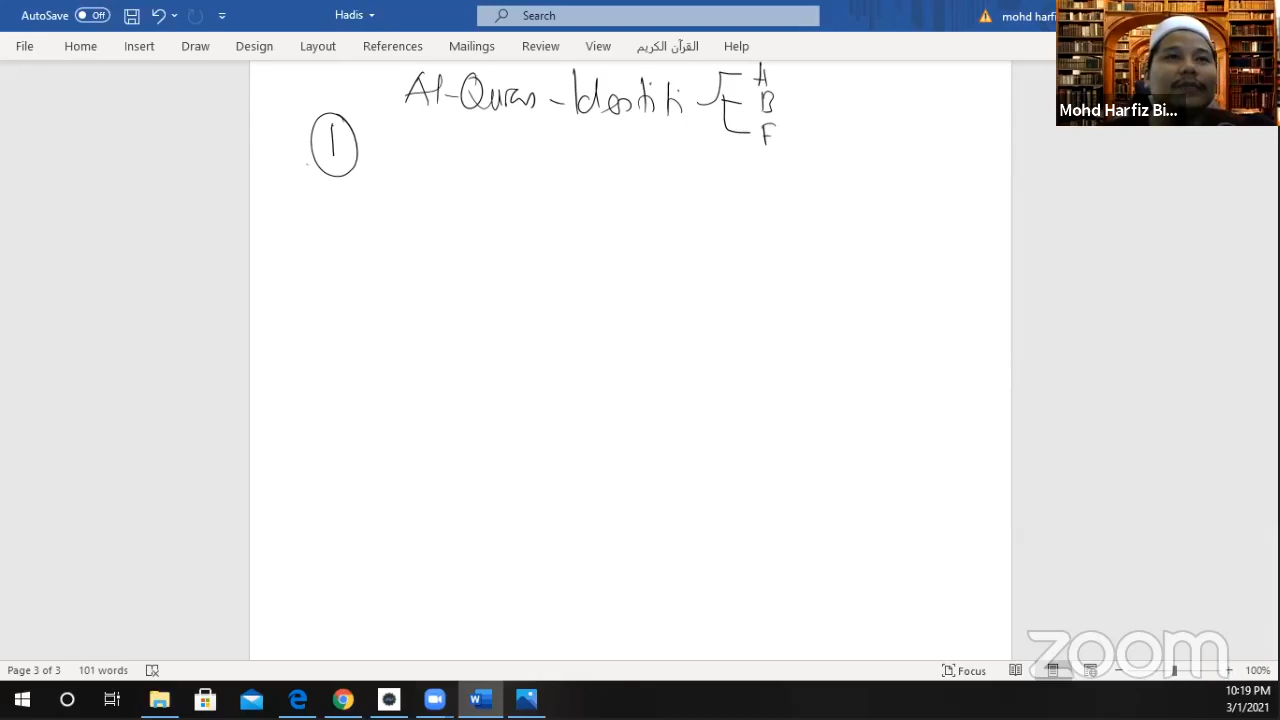 AutoSave Off Hadis Search mohd harfi
File Home Insert Draw Design Layout References Mailings Review View القرآن الكريم Help
Mohd Harfiz Bi...
Al-Quran - Identiti A
B
F
1
zoom
Page 3 of 3 101 words Focus 100%
10:19 PM
3/1/2021